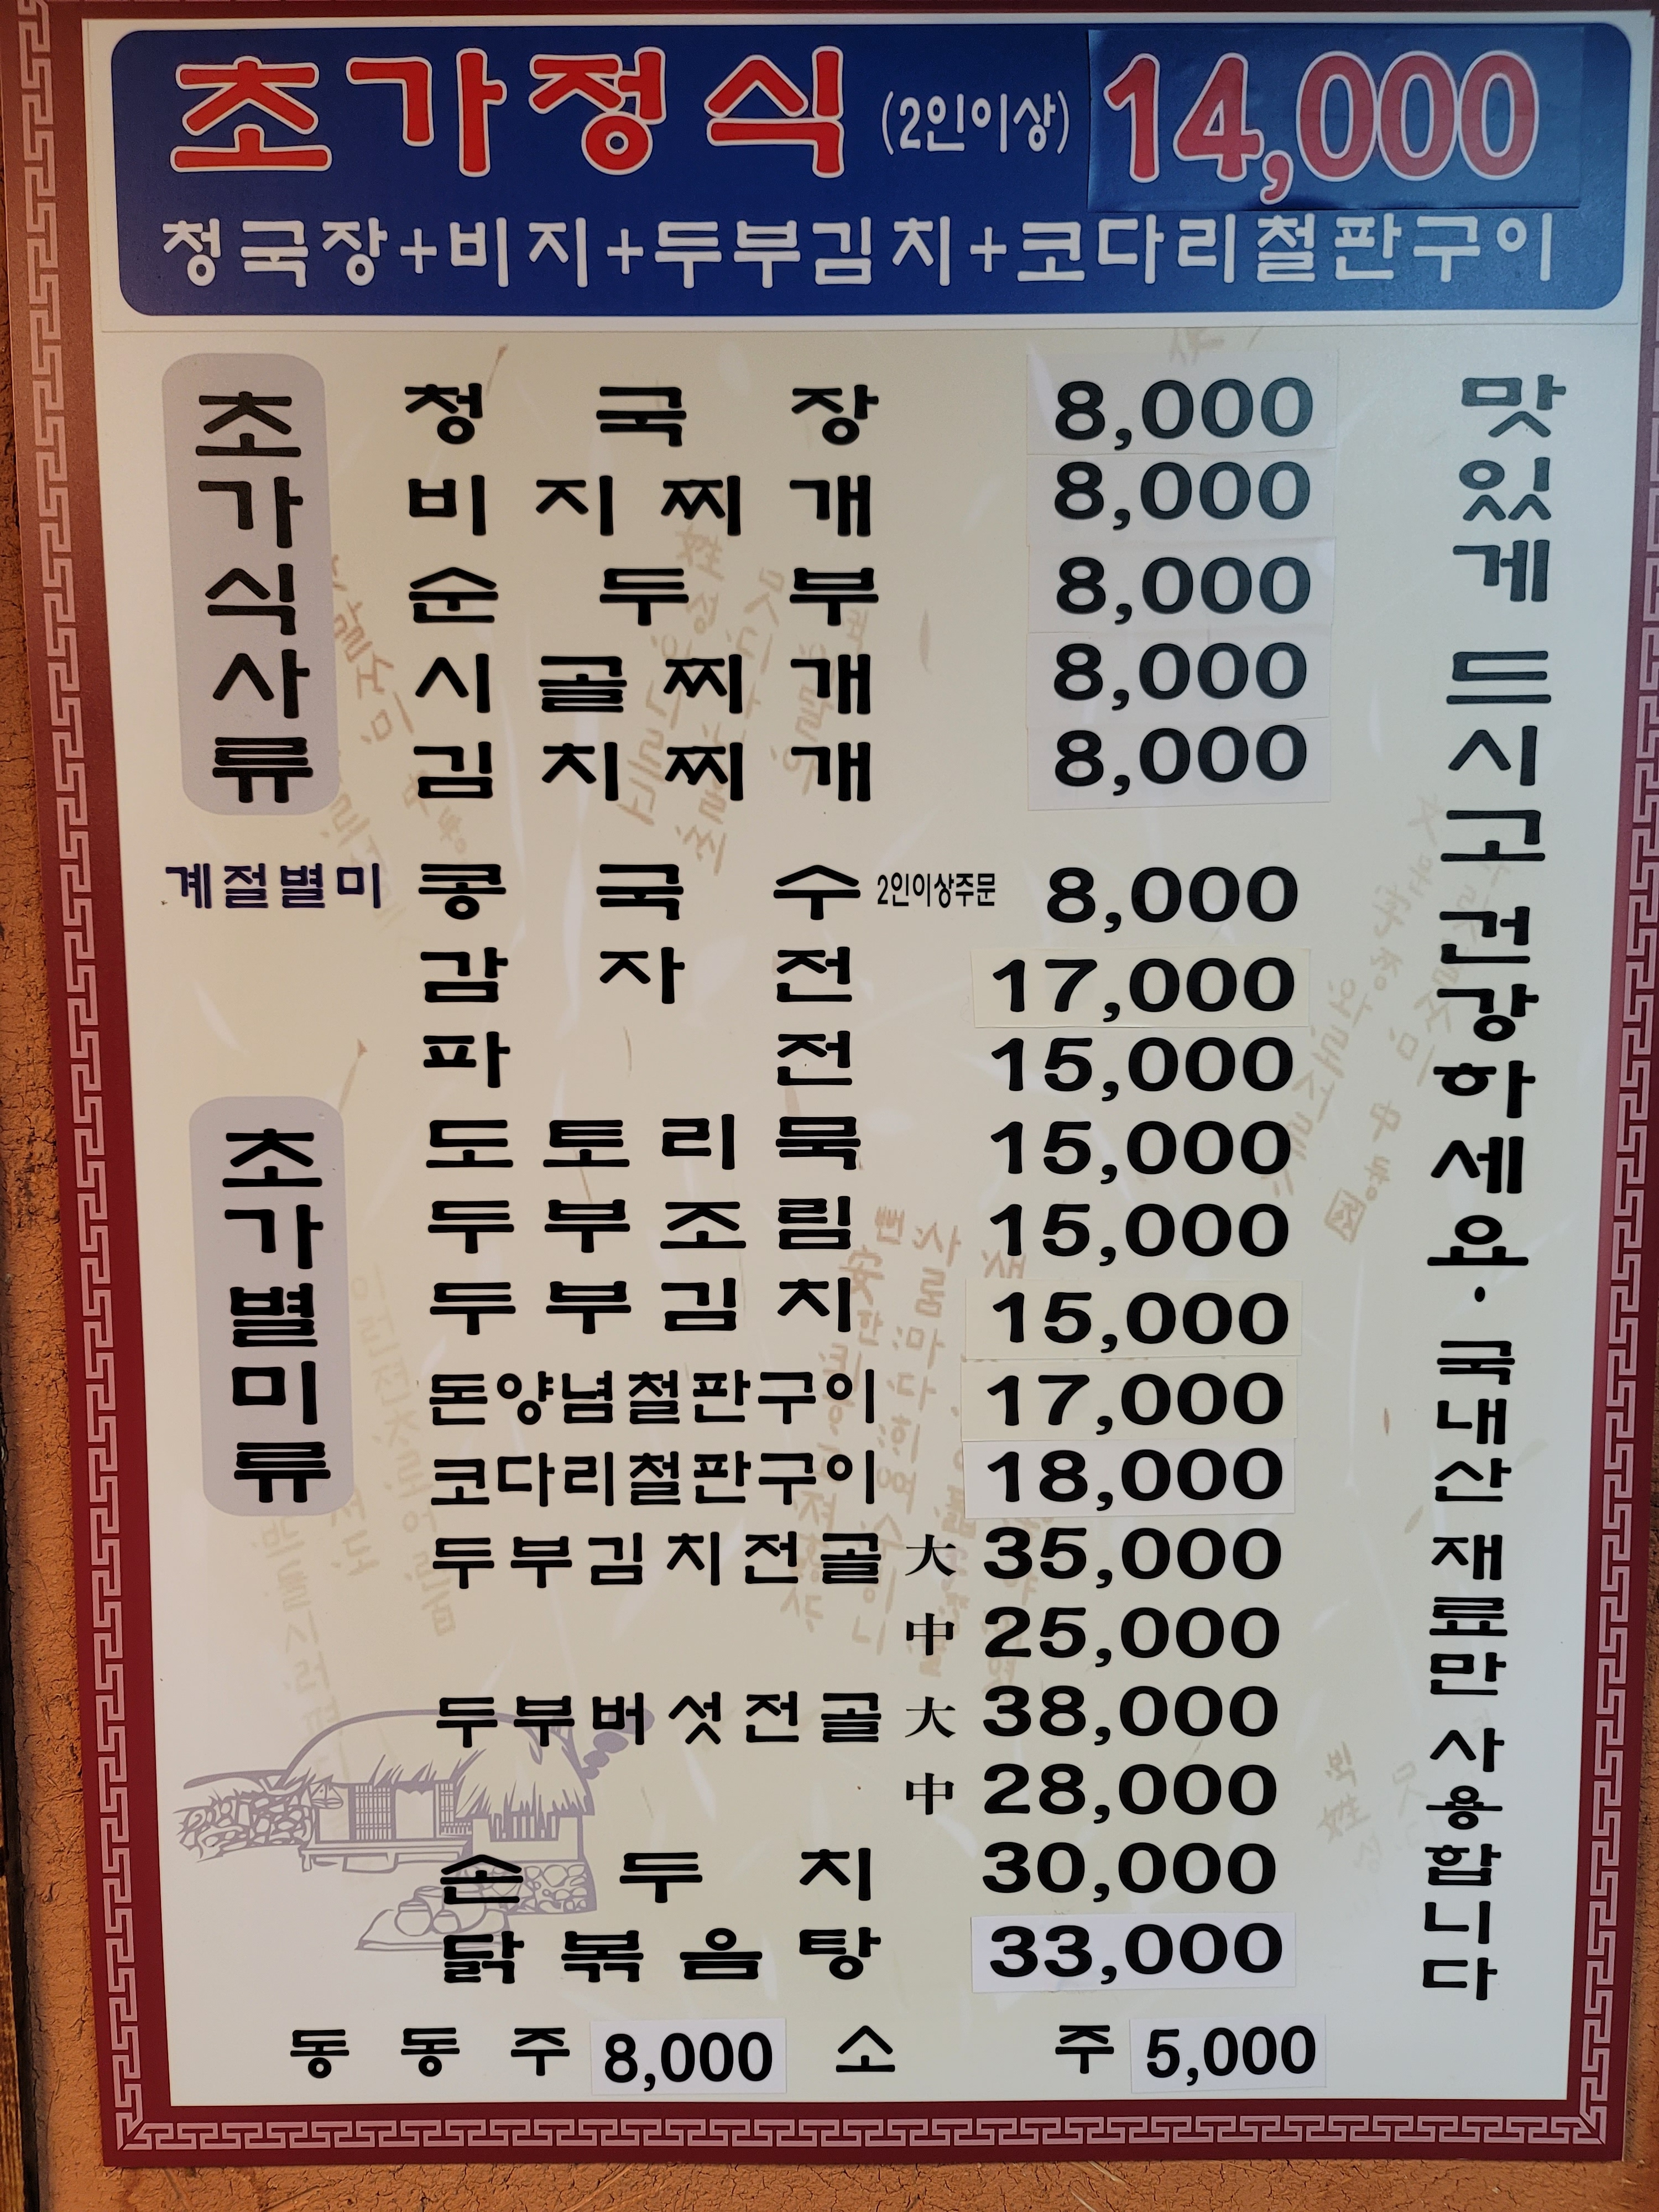 초가정식 (2인이상) 14,000
청국장+비지+두부김치+코다리철판구이
초가식사류
청국장 8,000
비지찌개 8,000
순두부 8,000
시골찌개 8,000
김치찌개 8,000
계절별미 콩국수 2인이상주문 8,000
감자전 17,000
파전 15,000
초가별미류
도토리묵 15,000
두부조림 15,000
두부김치 15,000
돈양념철판구이 17,000
코다리철판구이 18,000
두부김치전골 大 35,000
中 25,000
두부버섯전골 大 38,000
中 28,000
손두치 30,000
닭볶음탕 33,000
동동주 8,000 소주 5,000
맛있게 드시고 건강하세요. 국내산 재료만 사용합니다